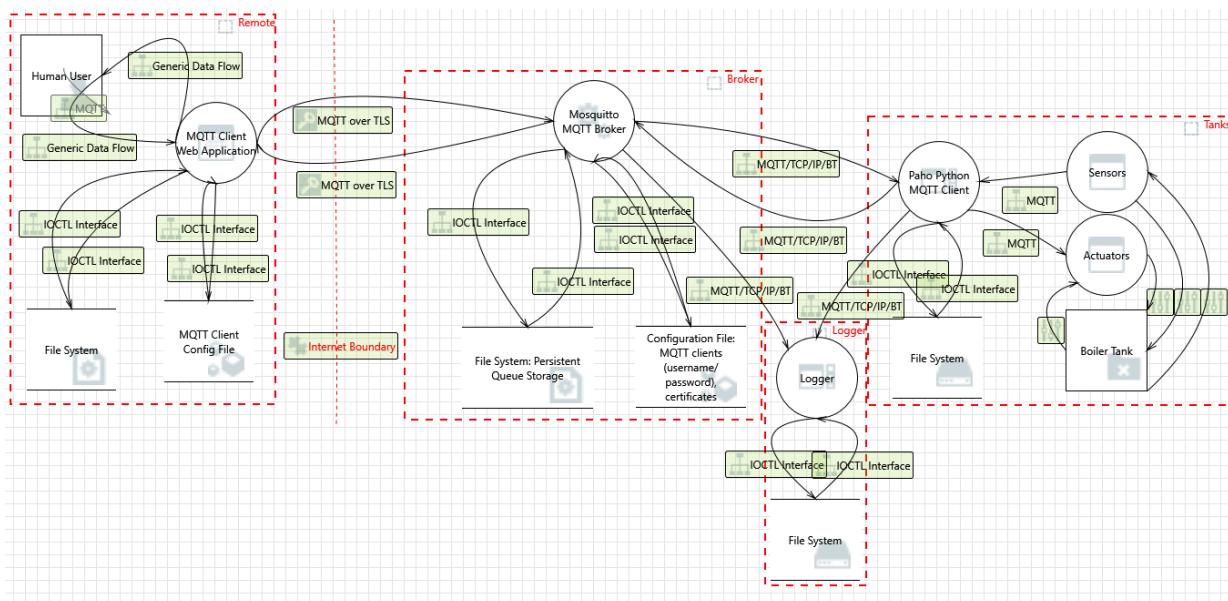 Remote
Human User
Generic Data Flow
MQTT
Generic Data Flow
MQTT Client
Web Application
IOCTL Interface
IOCTL Interface
IOCTL Interface
IOCTL Interface
File System
MQTT Client
Config File
MQTT over TLS
MQTT over TLS
Internet Boundary
Broker
Mosquitto
MQTT Broker
IOCTL Interface
IOCTL Interface
IOCTL Interface
IOCTL Interface
File System: Persistent
Queue Storage
Configuration File:
MQTT clients
(username/
password),
certificates
MQTT/TCP/IP/BT
MQTT/TCP/IP/BT
MQTT/TCP/IP/BT
MQTT/TCP/IP/BT
Tanks
Paho Python
MQTT Client
Sensors
MQTT
MQTT
Actuators
IOCTL Interface
IOCTL Interface
File System
Boiler Tank
Logger
Logger
IOCTL Interface
IOCTL Interface
File System